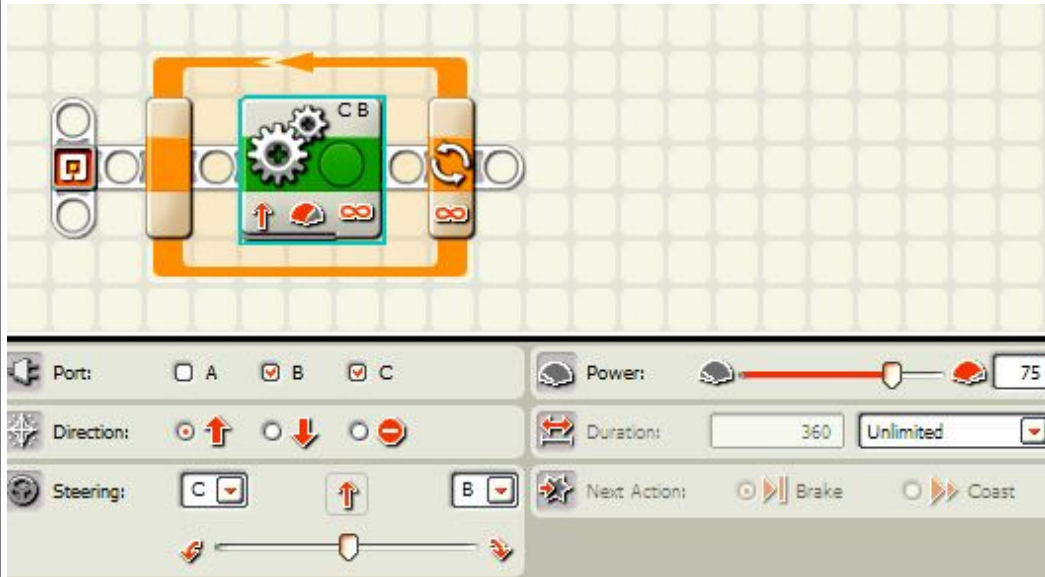 C B
Port: A B C Power: 75
Direction: Duration: 360 Unlimited
Steering: C B Next Action: Brake Coast